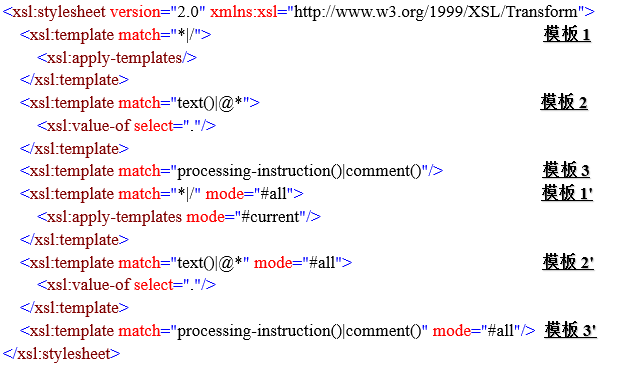 <xsl:stylesheet version="2.0" xmlns:xsl="http://www.w3.org/1999/XSL/Transform">
<xsl:template match="*|/"> 模板 1
<xsl:apply-templates/>
</xsl:template>
<xsl:template match="text()|@*"> 模板 2
<xsl:value-of select="."/>
</xsl:template>
<xsl:template match="processing-instruction()|comment()"/> 模板 3
<xsl:template match="*|/" mode="#all"> 模板 1'
<xsl:apply-templates mode="#current"/>
</xsl:template>
<xsl:template match="text()|@*" mode="#all"> 模板 2'
<xsl:value-of select="."/>
</xsl:template>
<xsl:template match="processing-instruction()|comment()" mode="#all"/> 模板 3'
</xsl:stylesheet>